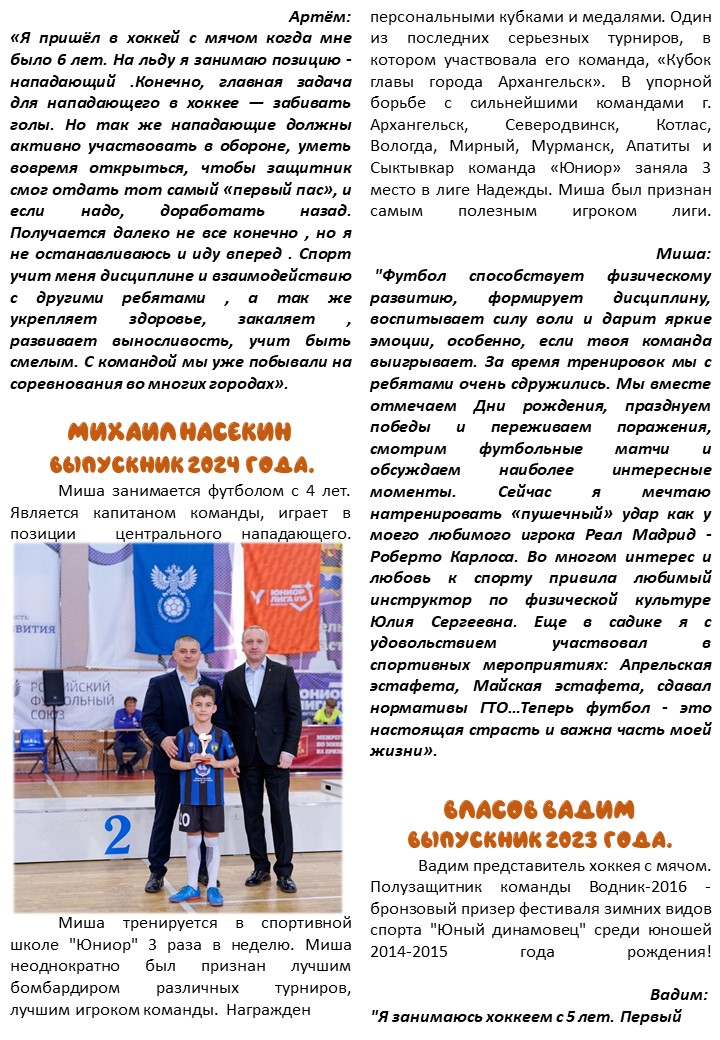 Артём:
«Я пришёл в хоккей с мячом когда мне
было 6 лет. На льду я занимаю позицию -
нападающий .Конечно, главная задача
для нападающего в хоккее — забивать
голы. Но так же нападающие должны
активно участвовать в обороне, уметь
вовремя открыться, чтобы защитник
смог отдать тот самый «первый пас», и
если надо, доработать назад.
Получается далеко не все конечно , но я
не останавливаюсь и иду вперед . Спорт
учит меня дисциплине и взаимодействию
с другими ребятами , а так же
укрепляет здоровье, закаляет ,
развивает выносливость, учит быть
смелым. С командой мы уже побывали на
соревнования во многих городах».
МИХАИЛ НАСЕКИН
ВЫПУСКНИК 2024 ГОДА.
Миша занимается футболом с 4 лет.
Является капитаном команды, играет в
позиции центрального нападающего.
ЮНИОР
ЛИГА U16
РОССИЙСКИЙ
ФУТБОЛЬНЫЙ
СОЮЗ
2
Миша тренируется в спортивной
школе "Юниор" 3 раза в неделю. Миша
неоднократно был признан лучшим
бомбардиром различных турниров,
лучшим игроком команды. Награжден
персональными кубками и медалями. Один
из последних серьезных турниров, в
котором участвовала его команда, «Кубок
главы города Архангельск». В упорной
борьбе с сильнейшими командами г.
Архангельск, Северодвинск, Котлас,
Вологда, Мирный, Мурманск, Апатиты и
Сыктывкар команда «Юниор» заняла 3
место в лиге Надежды. Миша был признан
самым полезным игроком лиги.
Миша:
"Футбол способствует физическому
развитию, формирует дисциплину,
воспитывает силу воли и дарит яркие
эмоции, особенно, если твоя команда
выигрывает. За время тренировок мы с
ребятами очень сдружились. Мы вместе
отмечаем Дни рождения, празднуем
победы и переживаем поражения,
смотрим футбольные матчи и
обсуждаем наиболее интересные
моменты. Сейчас я мечтаю
натренировать «пушечный» удар как у
моего любимого игрока Реал Мадрид -
Роберто Карлоса. Во многом интерес и
любовь к спорту привила любимый
инструктор по физической культуре
Юлия Сергеевна. Еще в садике я с
удовольствием участвовал в
спортивных мероприятиях: Апрельская
эстафета, Майская эстафета, сдавал
нормативы ГТО...Теперь футбол - это
настоящая страсть и важна часть моей
жизни».
ВЛАСОВ ВАДИМ
ВЫПУСКНИК 2023 ГОДА.
Вадим представитель хоккея с мячом.
Полузащитник команды Водник-2016 -
бронзовый призер фестиваля зимних видов
спорта "Юный динамовец" среди юношей
2014-2015 года рождения!
Вадим:
"Я занимаюсь хоккеем с 5 лет. Первый